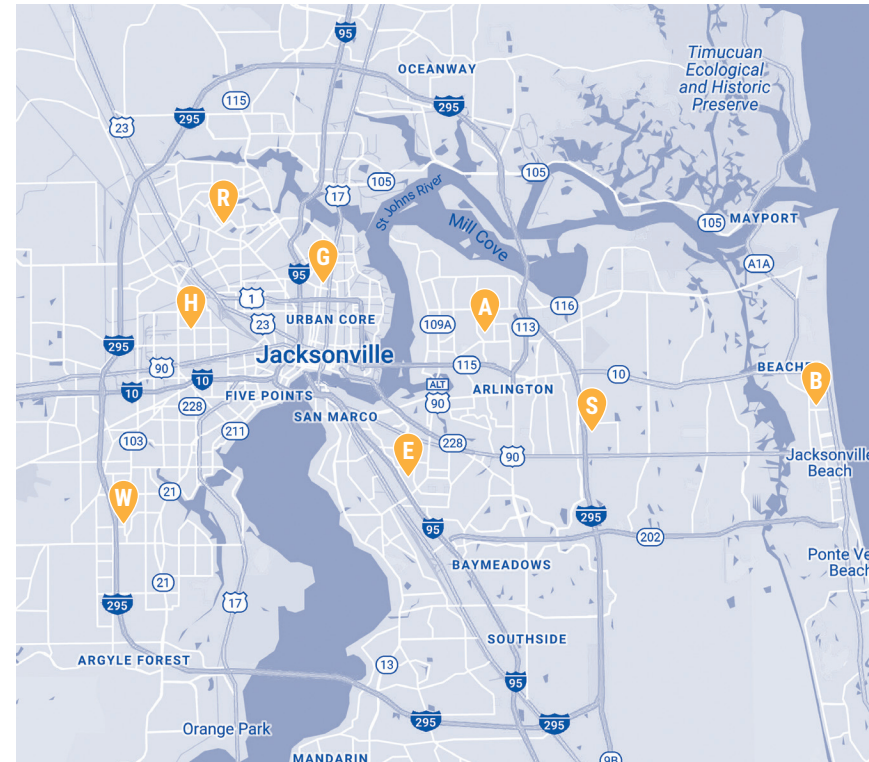 95
OCEANWAY
Timucuan
Ecological
and Historic
Preserve
115
295
295
23
105
105
R
17
St Johns River
105
MAYPORT
Mill Cove
G
95
A1A
H
1
A
116
URBAN CORE
23
109A
113
295
Jacksonville
90
115
10
BEACHE
10
10
ALT
90
ARLINGTON
B
FIVE POINTS
228
SAN MARCO
S
211
103
228
E
90
Jacksonville
Beach
21
W
295
95
202
BAYMEADOWS
Ponte Ve
Beach
21
295
17
SOUTHSIDE
ARGYLE FOREST
13
95
295
295
Orange Park
MANDARIN
9B